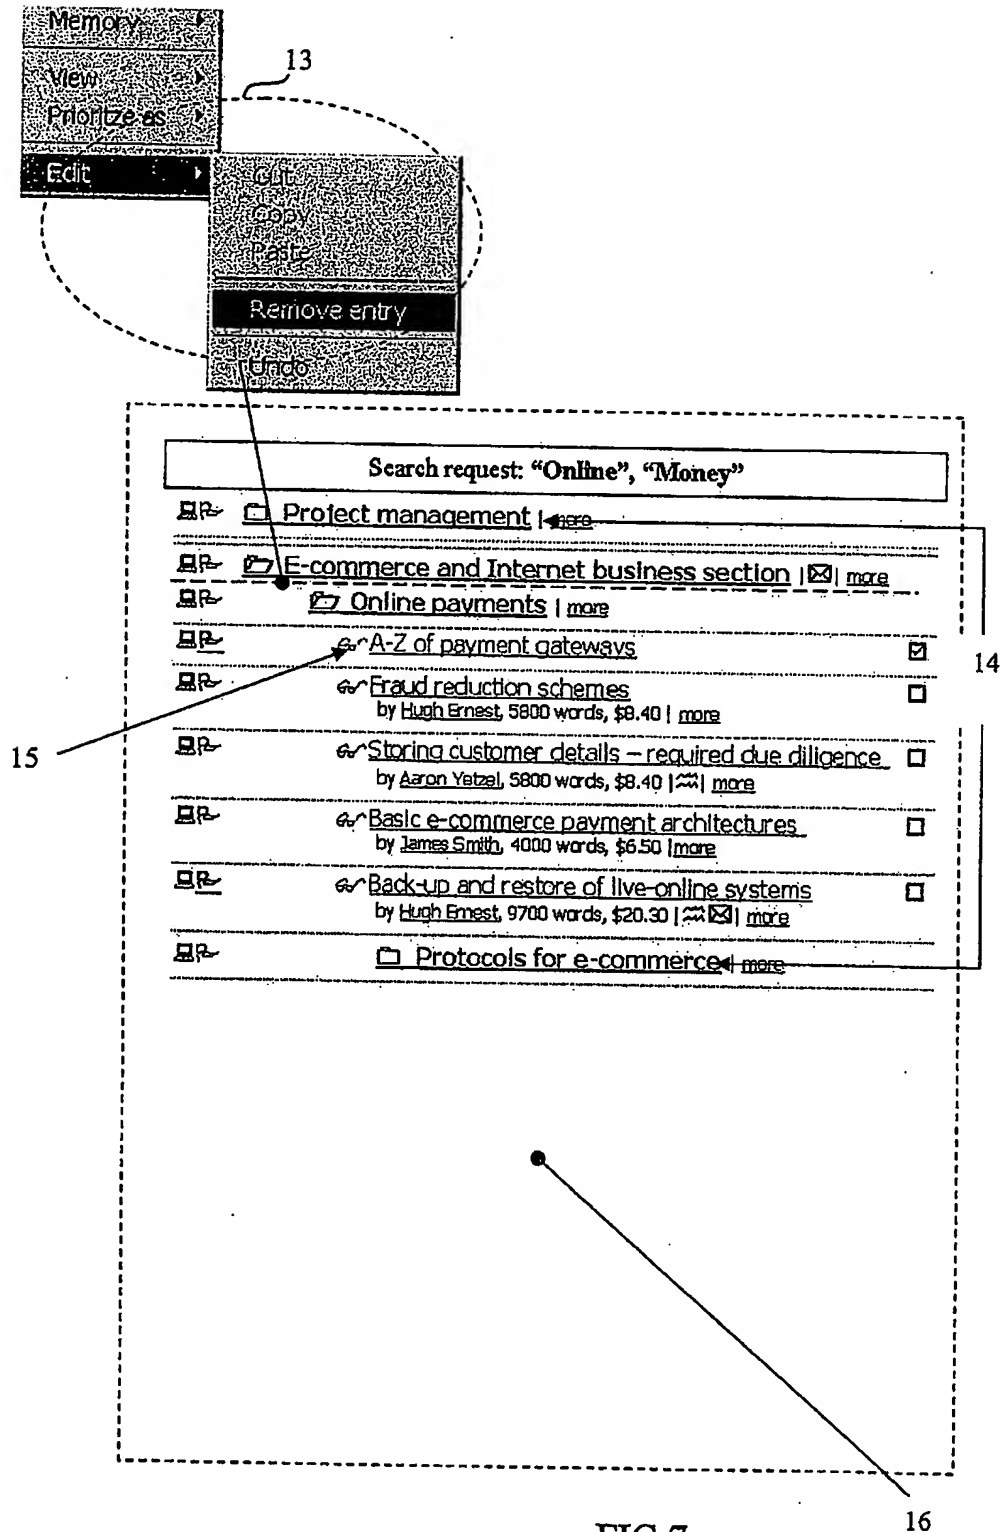 Memory
13
View
Prioritze as
Edit
Cut
Copy
Paste
Remove entry
Undo
Search request: “Online”, “Money”
Project management | more
E-commerce and Internet business section | | more
Online payments | more
A-Z of payment gateways
14
Fraud reduction schemes
by Hugh Ernest, 5800 words, $8.40 | more
15
Storing customer details – required due diligence
by Aaron Yetzel, 5800 words, $8.40 | | more
Basic e-commerce payment architectures
by James Smith, 4000 words, $6.50 | more
Back-up and restore of live-online systems
by Hugh Ernest, 9700 words, $20.30 | | more
Protocols for e-commerce | more
16
FIG 7